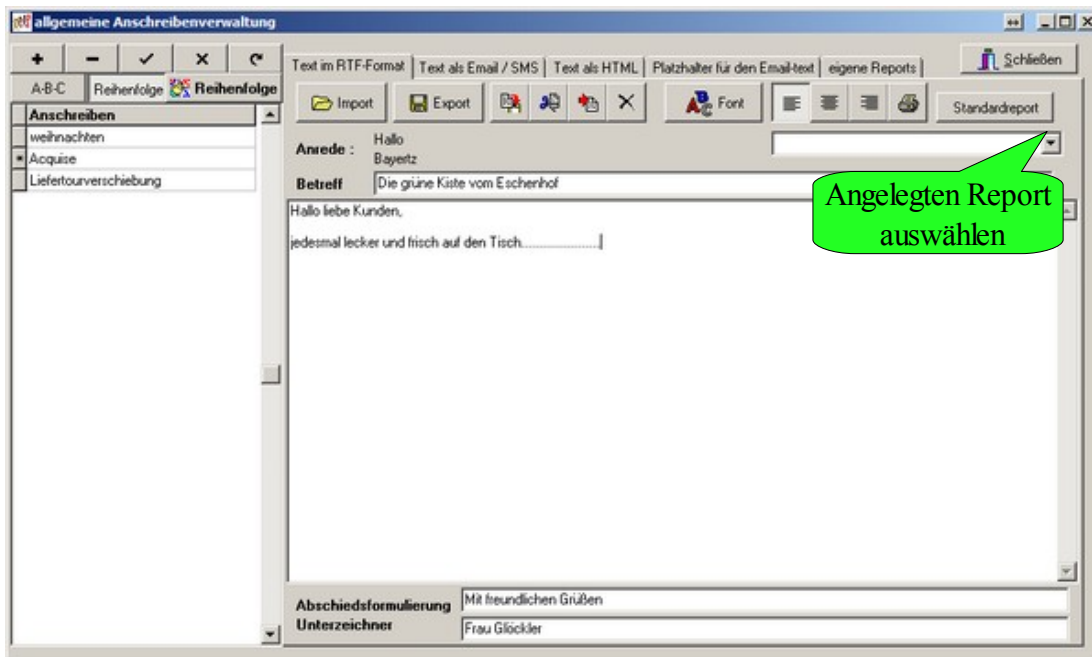 allgemeine Anschreibenverwaltung
Schließen
Text im RTF-Format Text als Email / SMS Text als HTML Platzhalter für den Email-text eigene Reports
A-B-C Reihenfolge Reihenfolge
Import Export Font Standardreport
Anschreiben
weihnachten
Acquise
Liefertourverschiebung
Anrede : Hallo
Bayertz
Betreff Die grüne Kiste vom Eschenhof
Angelegten Report
auswählen
Hallo liebe Kunden,
jedesmal lecker und frisch auf den Tisch........................
Abschiedsformulierung Mit freundlichen Grüßen
Unterzeichner Frau Glöckler